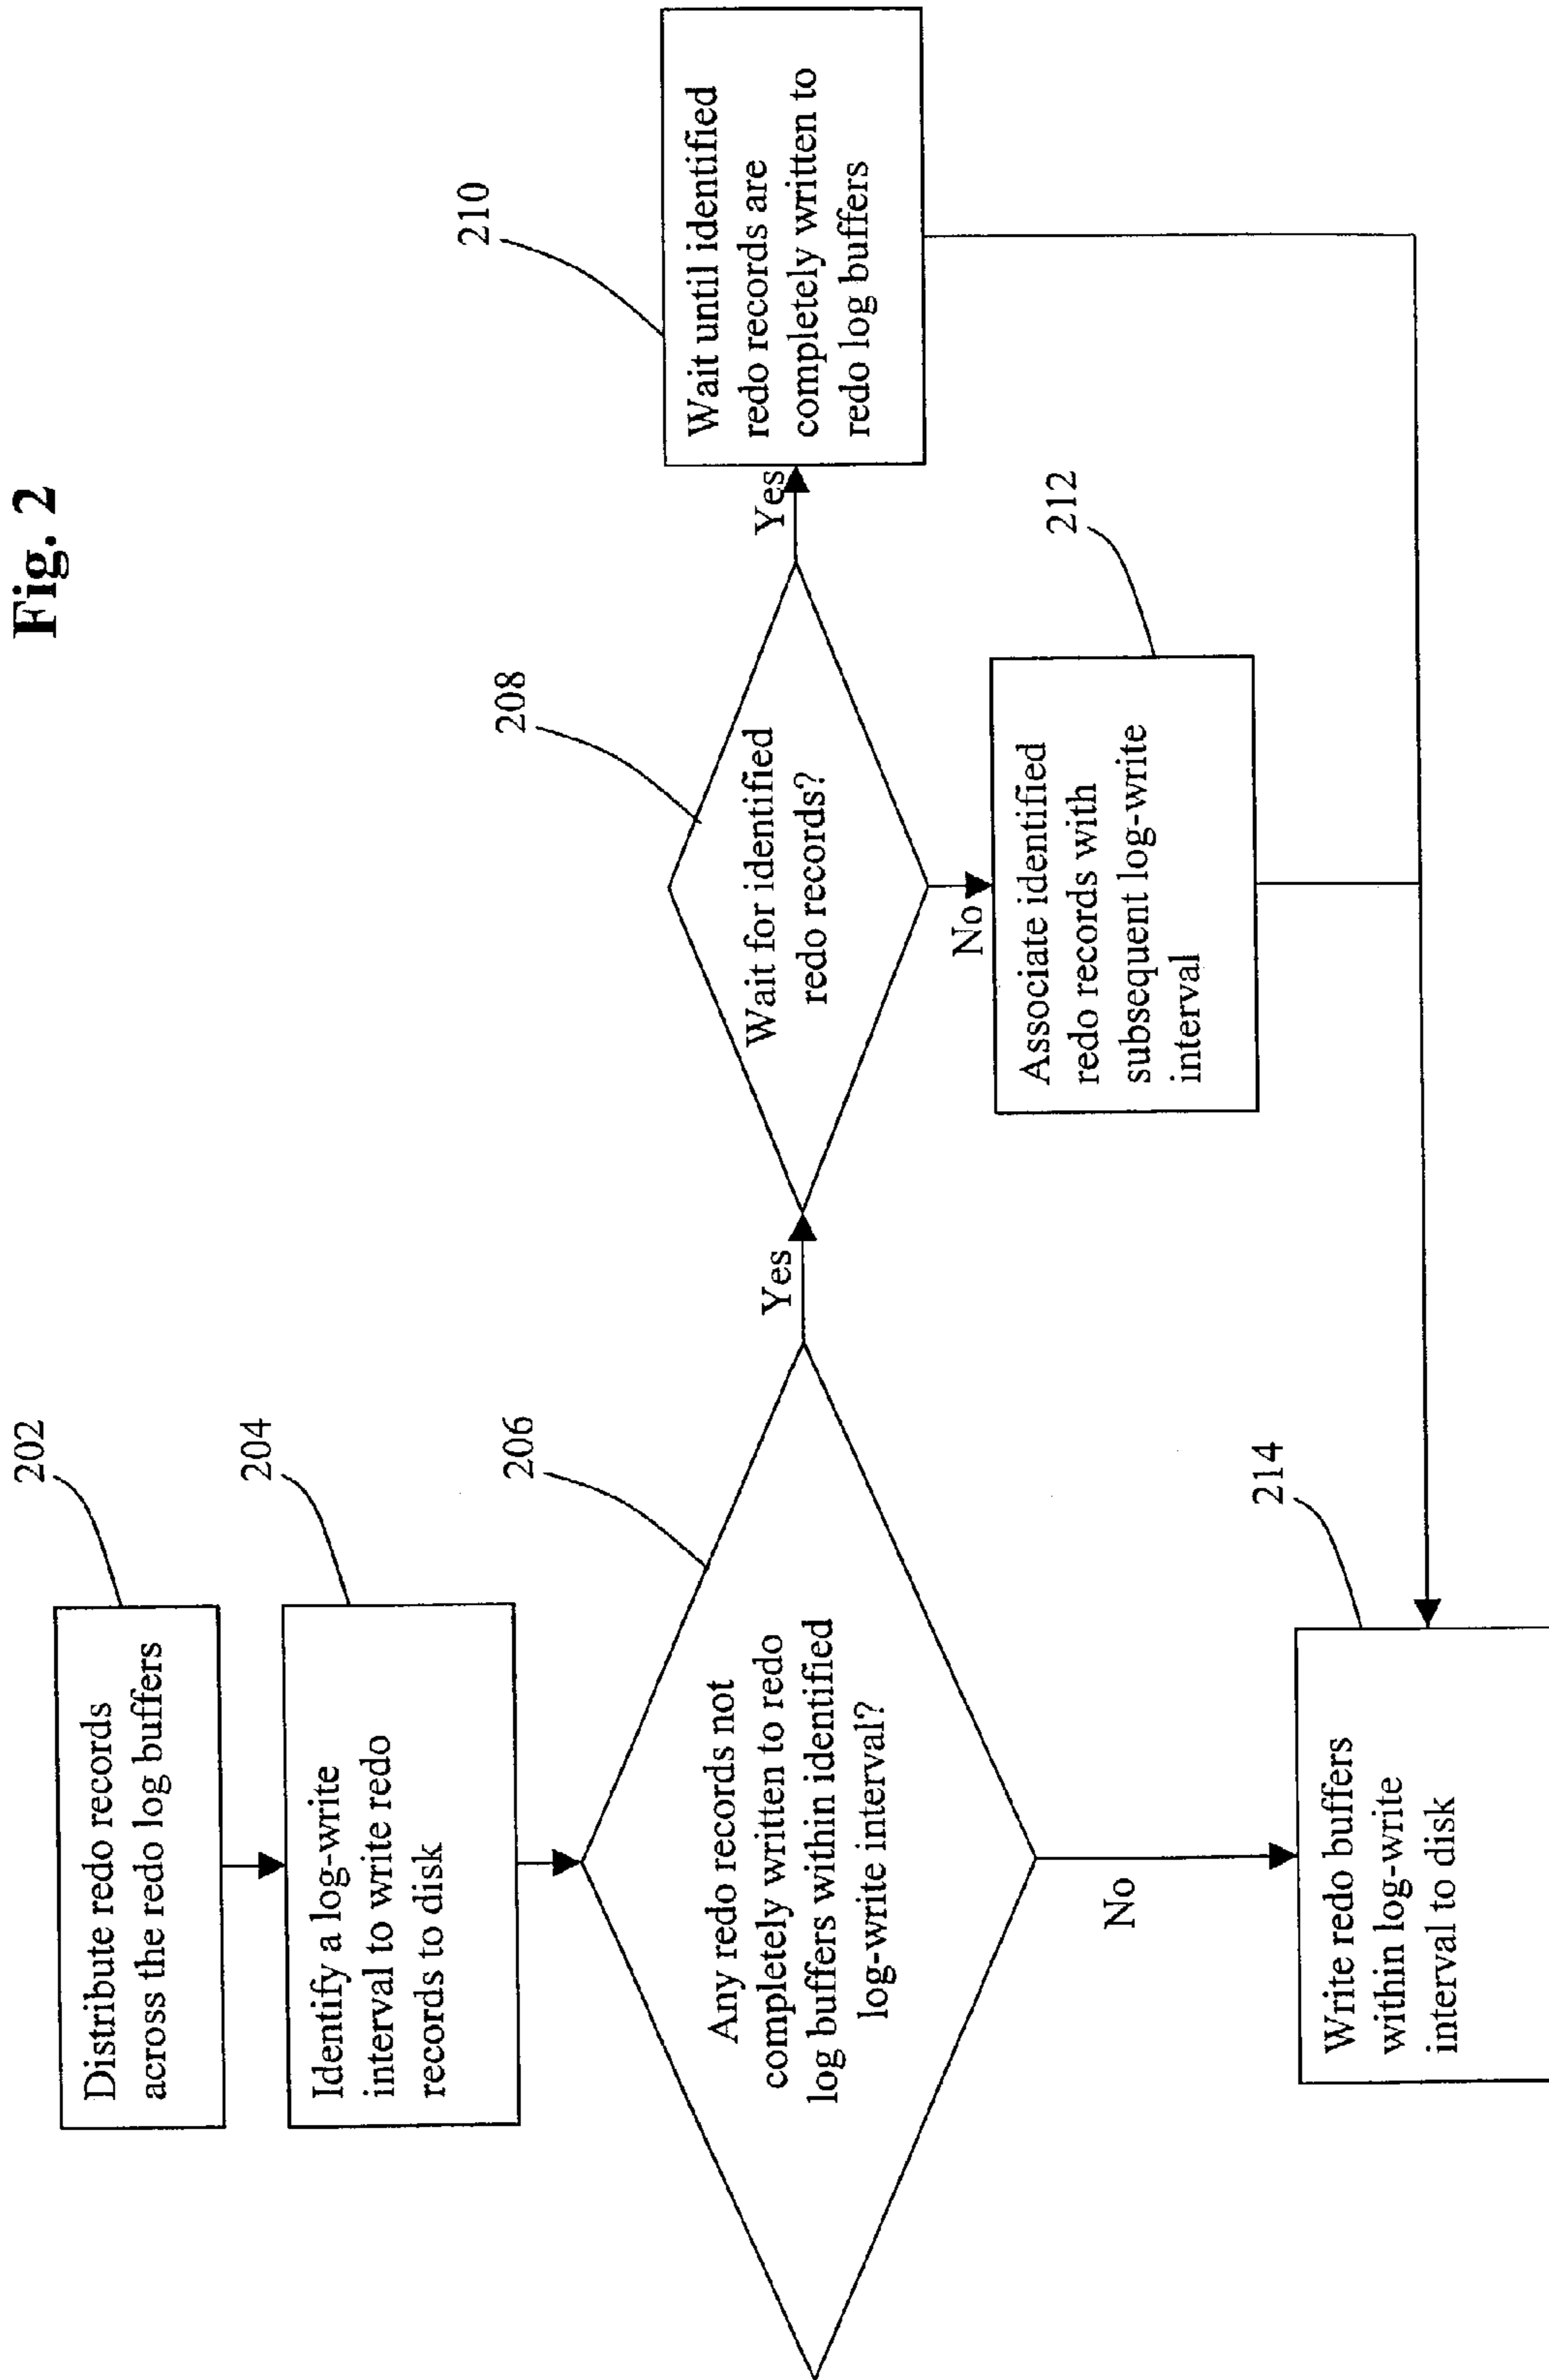 Fig. 2
202
Distribute redo records
across the redo log buffers
204
Identify a log-write
interval to write redo
records to disk
206
Any redo records not
completely written to redo
log buffers within identified
log-write interval?
Yes
No
208
Wait for identified
redo records?
Yes
No
210
Wait until identified
redo records are
completely written to
redo log buffers
212
Associate identified
redo records with
subsequent log-write
interval
214
Write redo buffers
within log-write
interval to disk